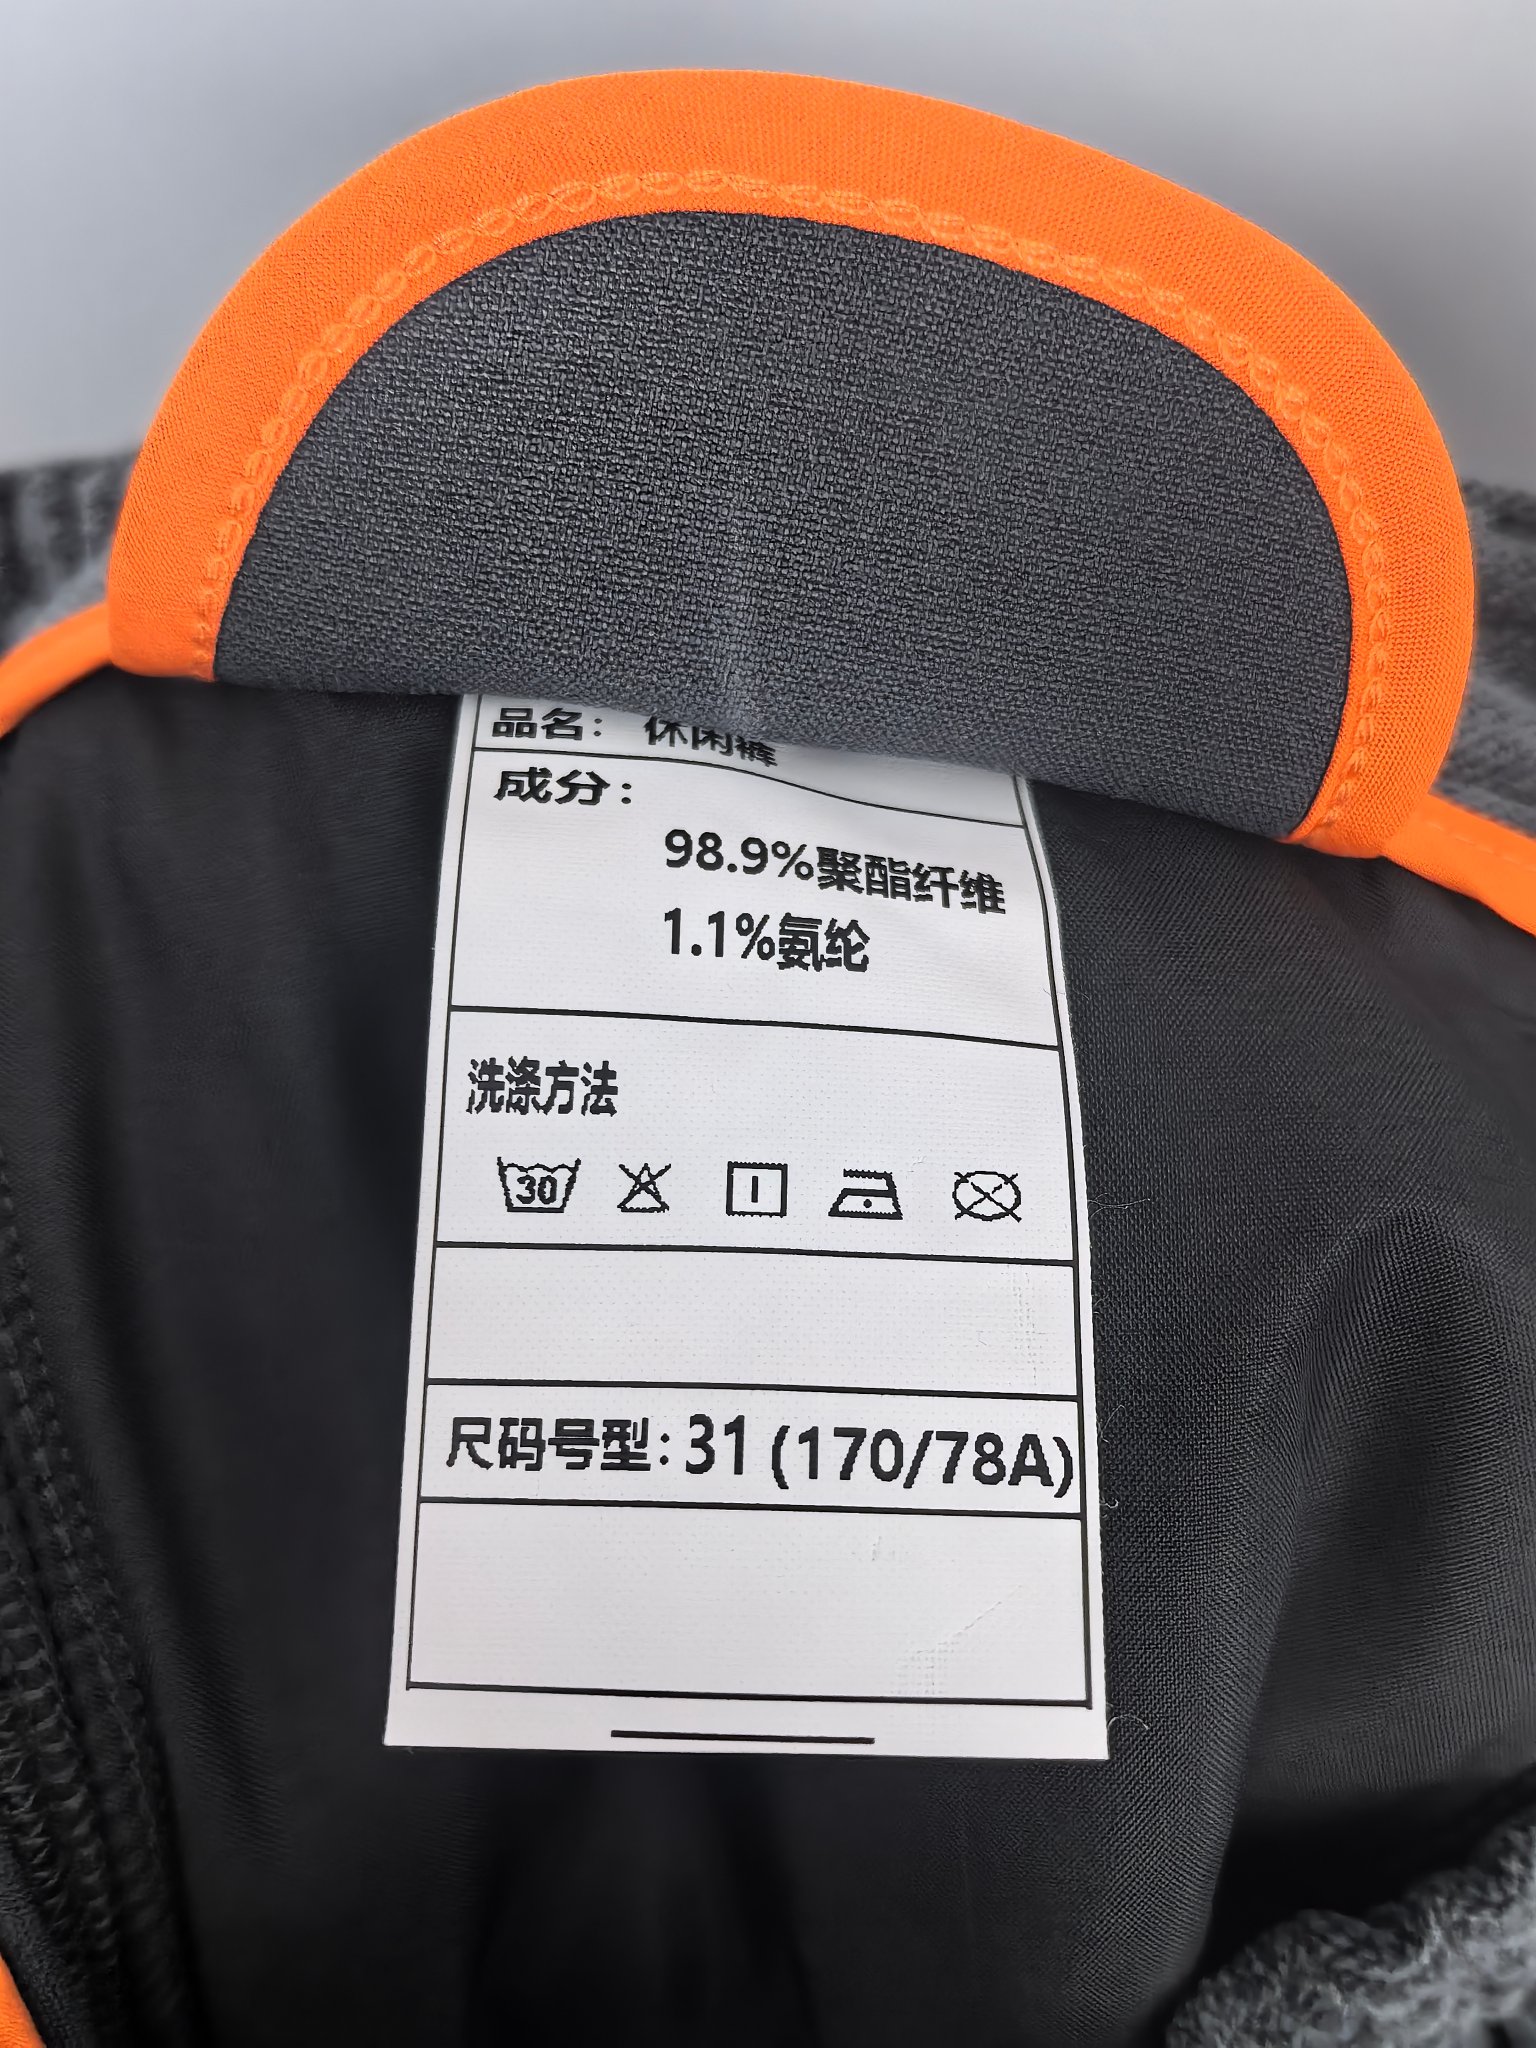 品名： 休闲裤
成分：
98.9%聚酯纤维
1.1%氨纶
洗涤方法
30
尺码号型：31 (170/78A)